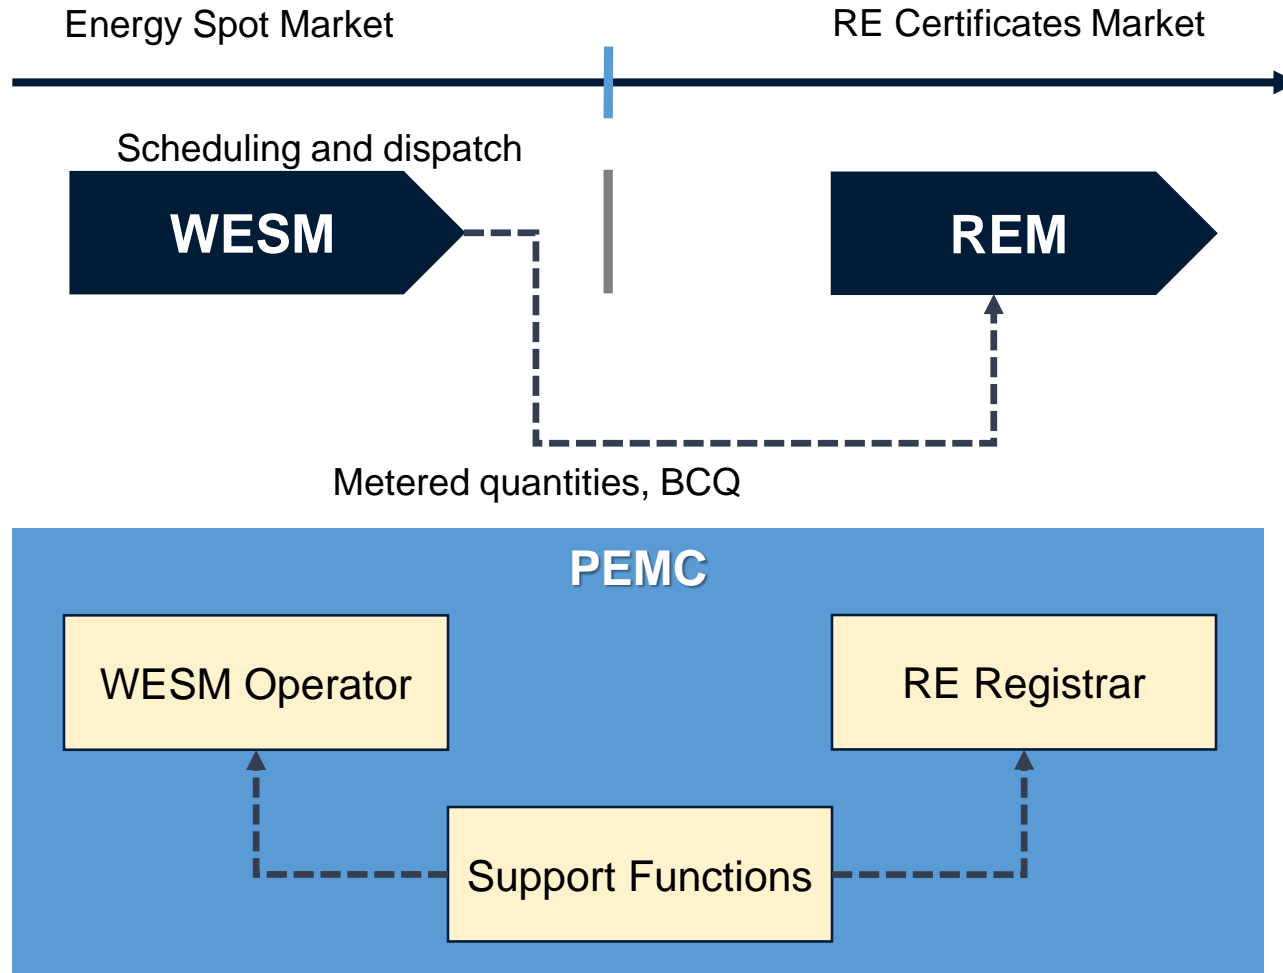 Energy Spot Market
RE Certificates Market
Scheduling and dispatch
WESM
REM
Metered quantities, BCQ
PEMC
WESM Operator
RE Registrar
Support Functions